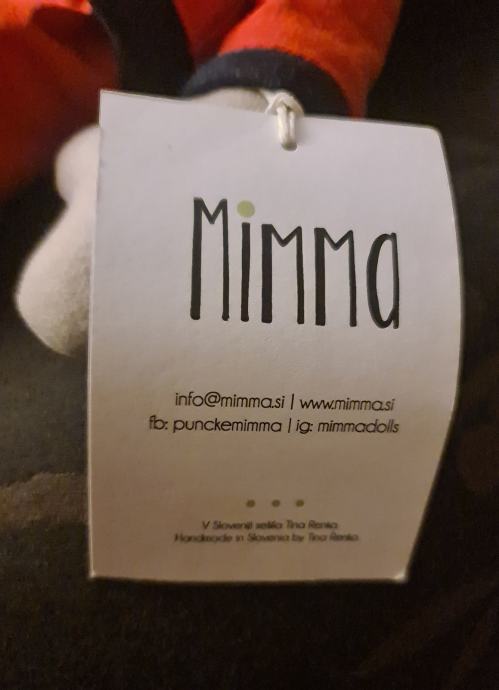 Mimma
info@mimma.si | www.mimma.si
fb: punckemimma | ig: mimmadolls
V Sloveniji sešila Tina Renko.
Handmade in Slovenia by Tina Renko.